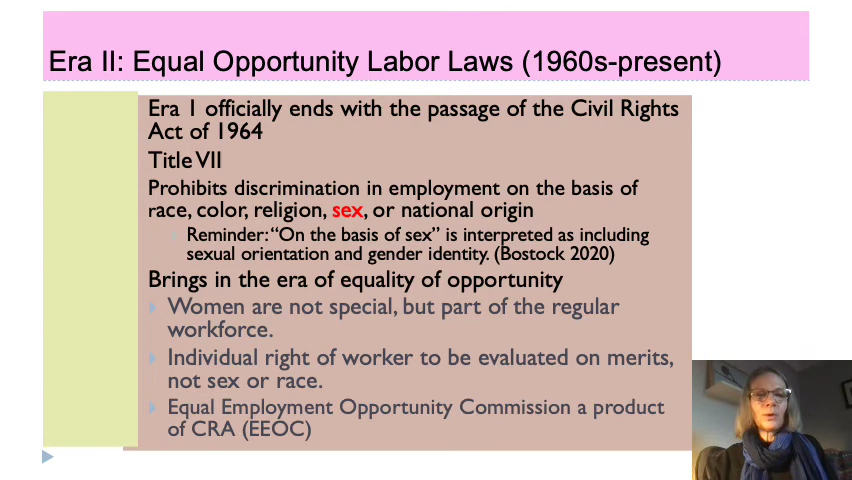 Era II: Equal Opportunity Labor Laws (1960s-present)
Era 1 officially ends with the passage of the Civil Rights
Act of 1964
Title VII
Prohibits discrimination in employment on the basis of
race, color, religion, sex, or national origin
Reminder: “On the basis of sex” is interpreted as including
sexual orientation and gender identity. (Bostock 2020)
Brings in the era of equality of opportunity
Women are not special, but part of the regular
workforce.
Individual right of worker to be evaluated on merits,
not sex or race.
Equal Employment Opportunity Commission a product
of CRA (EEOC)